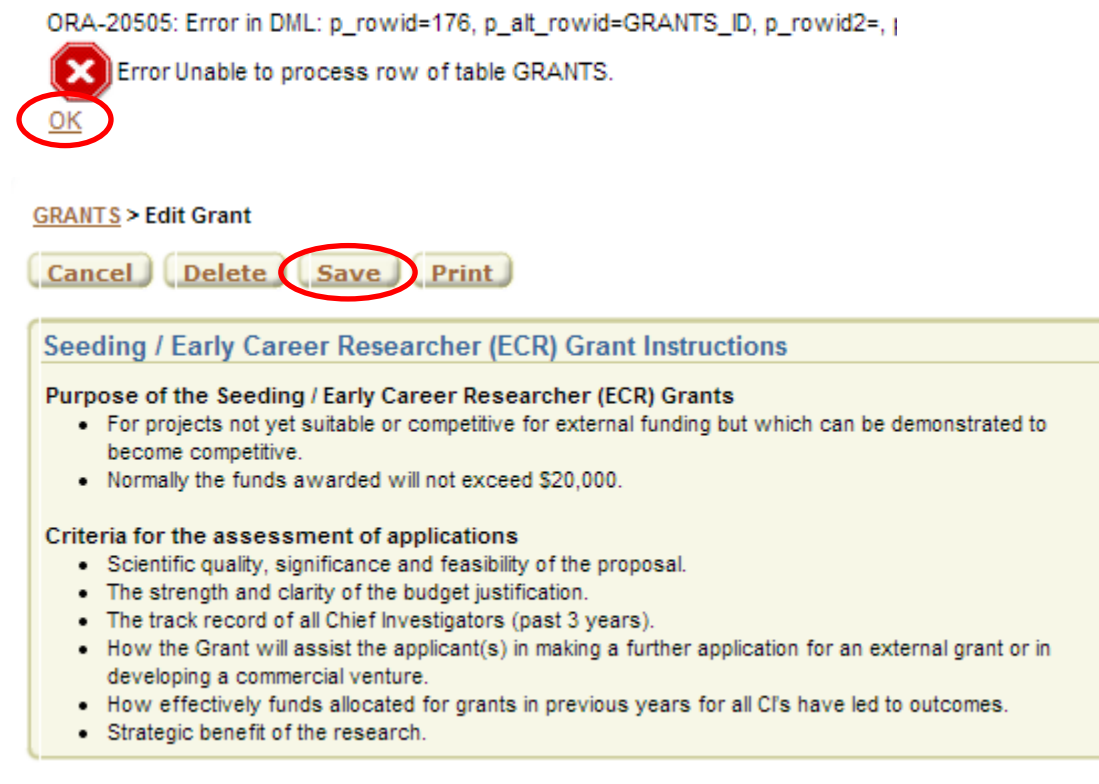 ORA-20505: Error in DML: p_rowid=176, p_alt_rowid=GRANTS_ID, p_rowid2=,
Error Unable to process row of table GRANTS.
OK
GRANTS > Edit Grant
Cancel Delete Save Print
Seeding / Early Career Researcher (ECR) Grant Instructions
Purpose of the Seeding / Early Career Researcher (ECR) Grants
• For projects not yet suitable or competitive for external funding but which can be demonstrated to
become competitive.
• Normally the funds awarded will not exceed $20,000.
Criteria for the assessment of applications
• Scientific quality, significance and feasibility of the proposal.
• The strength and clarity of the budget justification.
• The track record of all Chief Investigators (past 3 years).
• How the Grant will assist the applicant(s) in making a further application for an external grant or in
developing a commercial venture.
• How effectively funds allocated for grants in previous years for all CI's have led to outcomes.
• Strategic benefit of the research.